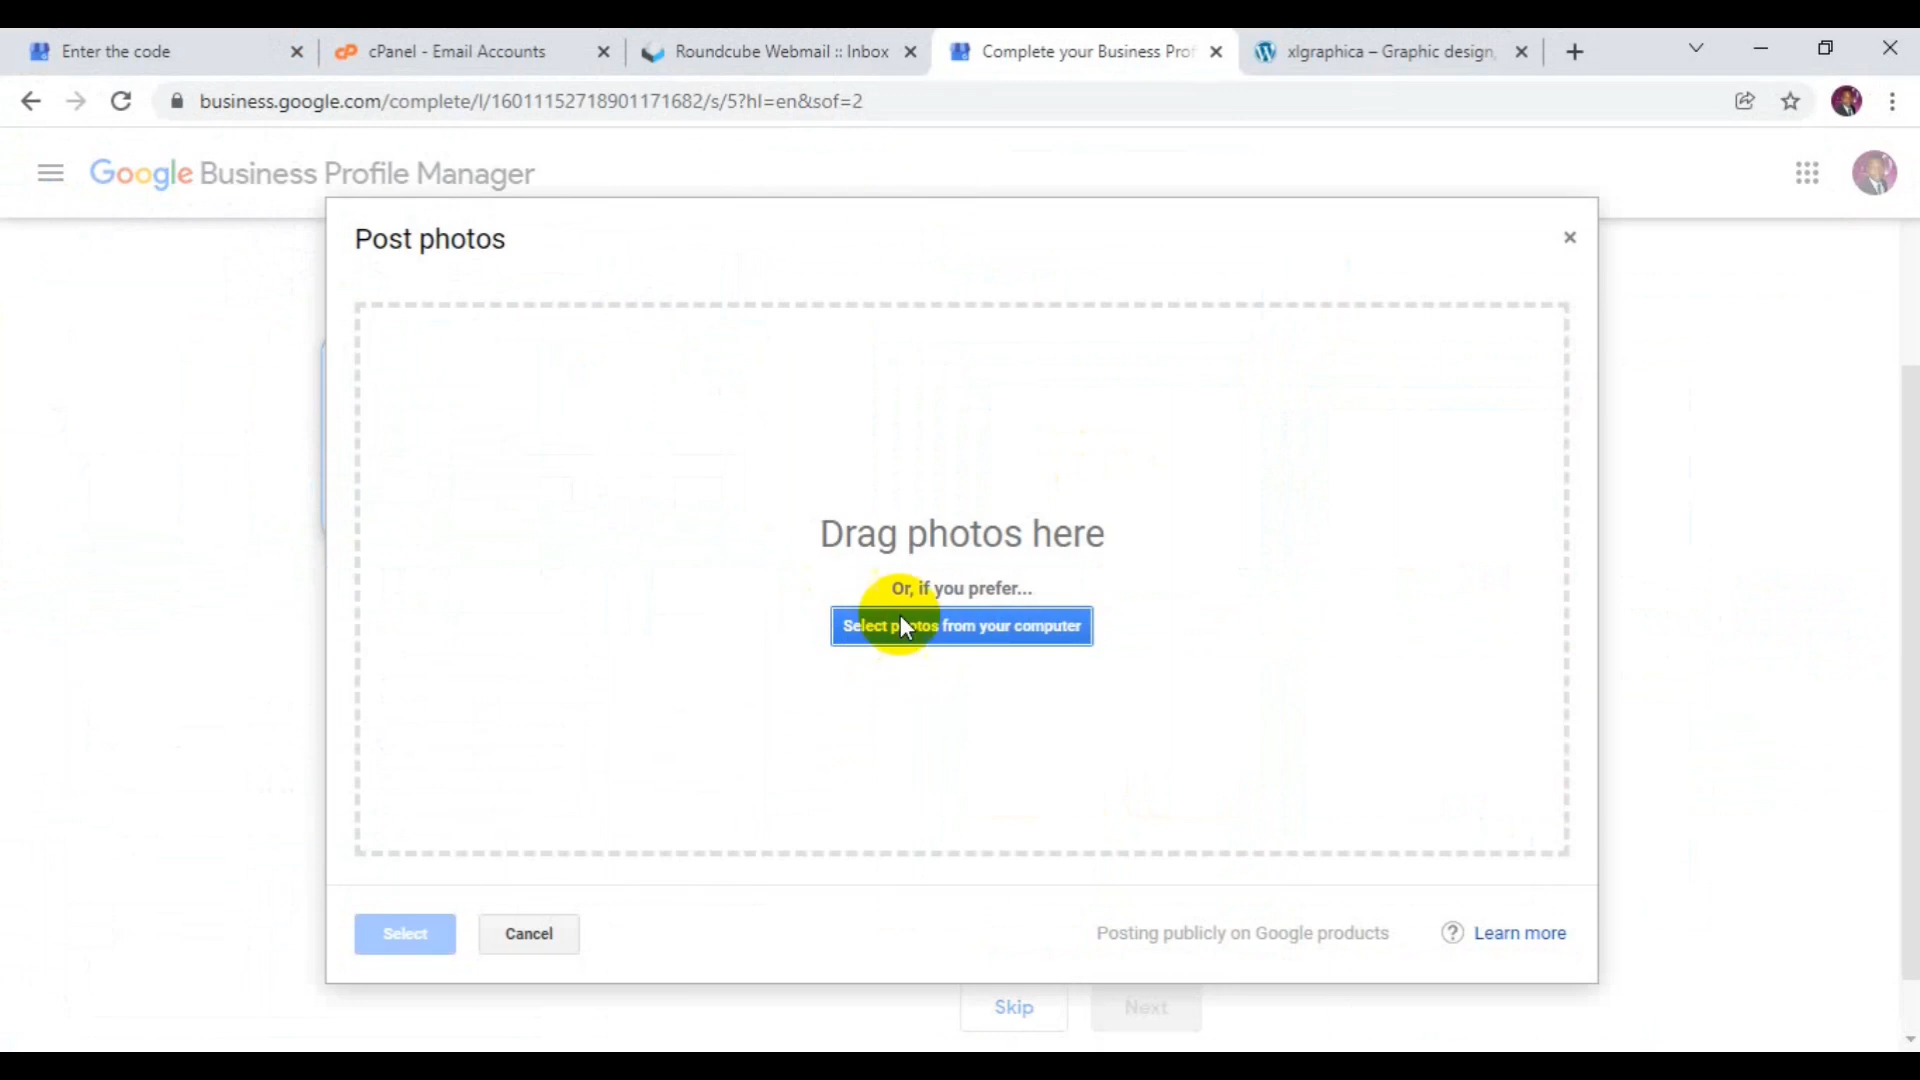 Enter the code
cPanel - Email Accounts
Roundcube Webmail :: Inbox
Complete your Business Prof
xlgraphica – Graphic design,
business.google.com/complete/l/16011152718901171682/s/5?hl=en&sof=2
Google Business Profile Manager
Post photos
Drag photos here
Or, if you prefer...
Select photos from your computer
Select
Cancel
Posting publicly on Google products
? Learn more
Skip
Next